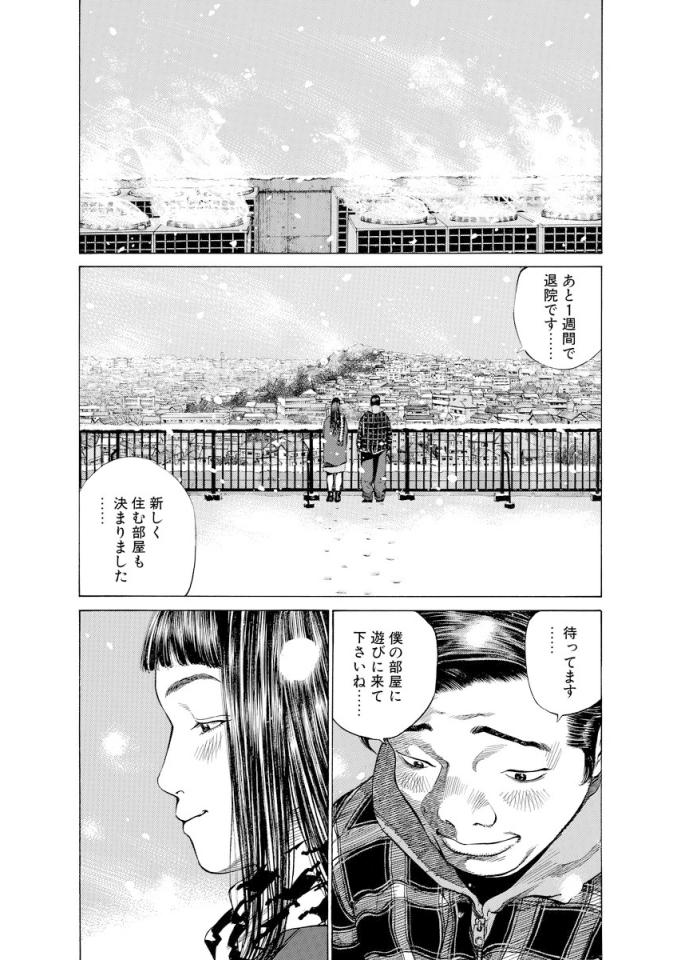 あと1週間で
退院です……
新しく
住む部屋も
決まりました
……
待ってます
……
僕の部屋に
遊びに来て
下さいね……